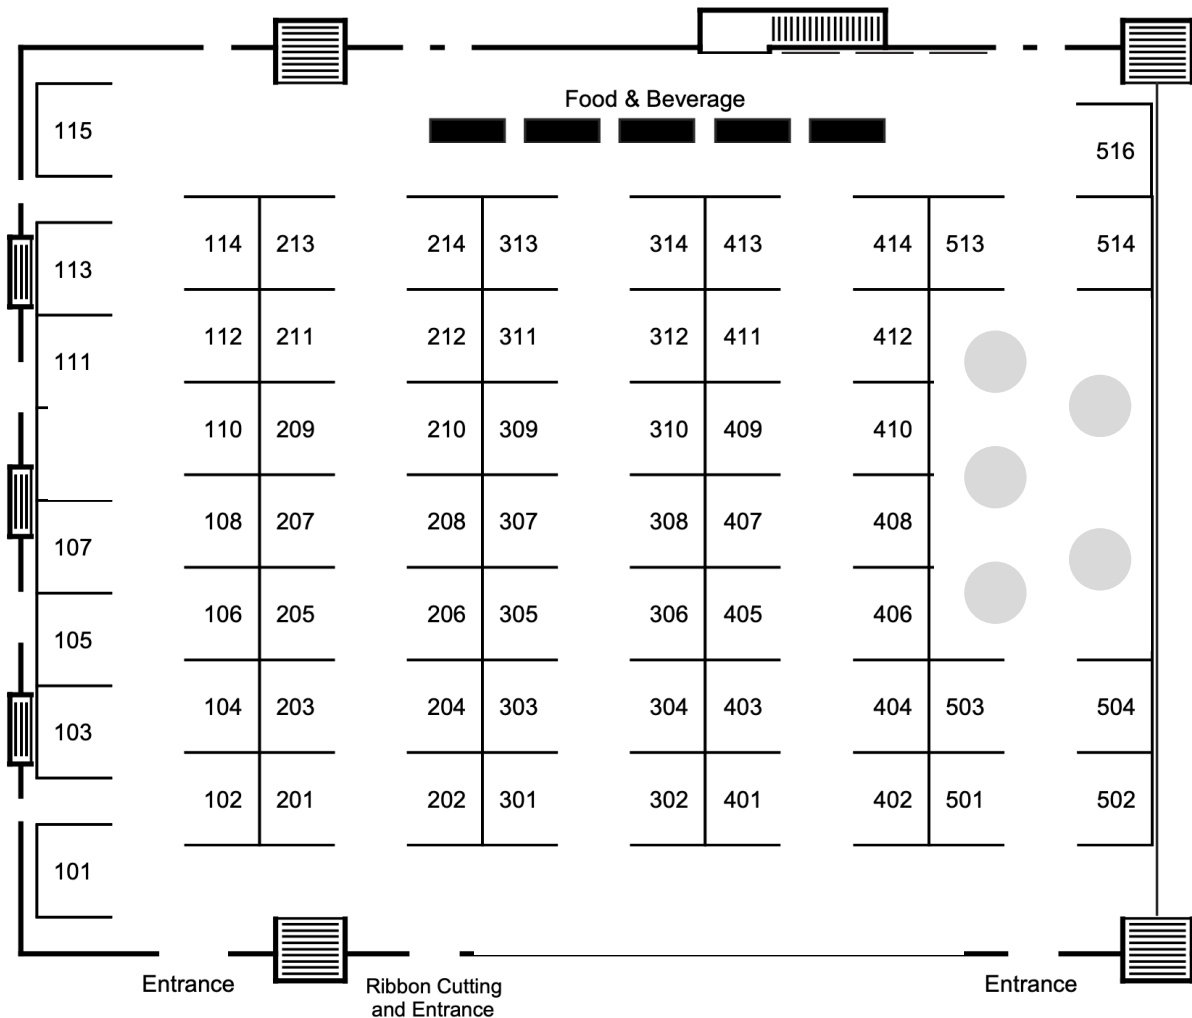 Food & Beverage
115
516
114 213 214 313 314 413 414 513 514
113
112 211 212 311 312 411 412
111
110 209 210 309 310 409 410
108 207 208 307 308 407 408
107
106 205 206 305 306 405 406
105
104 203 204 303 304 403 404 503 504
103
102 201 202 301 302 401 402 501 502
101
Entrance
Ribbon Cutting
and Entrance
Entrance